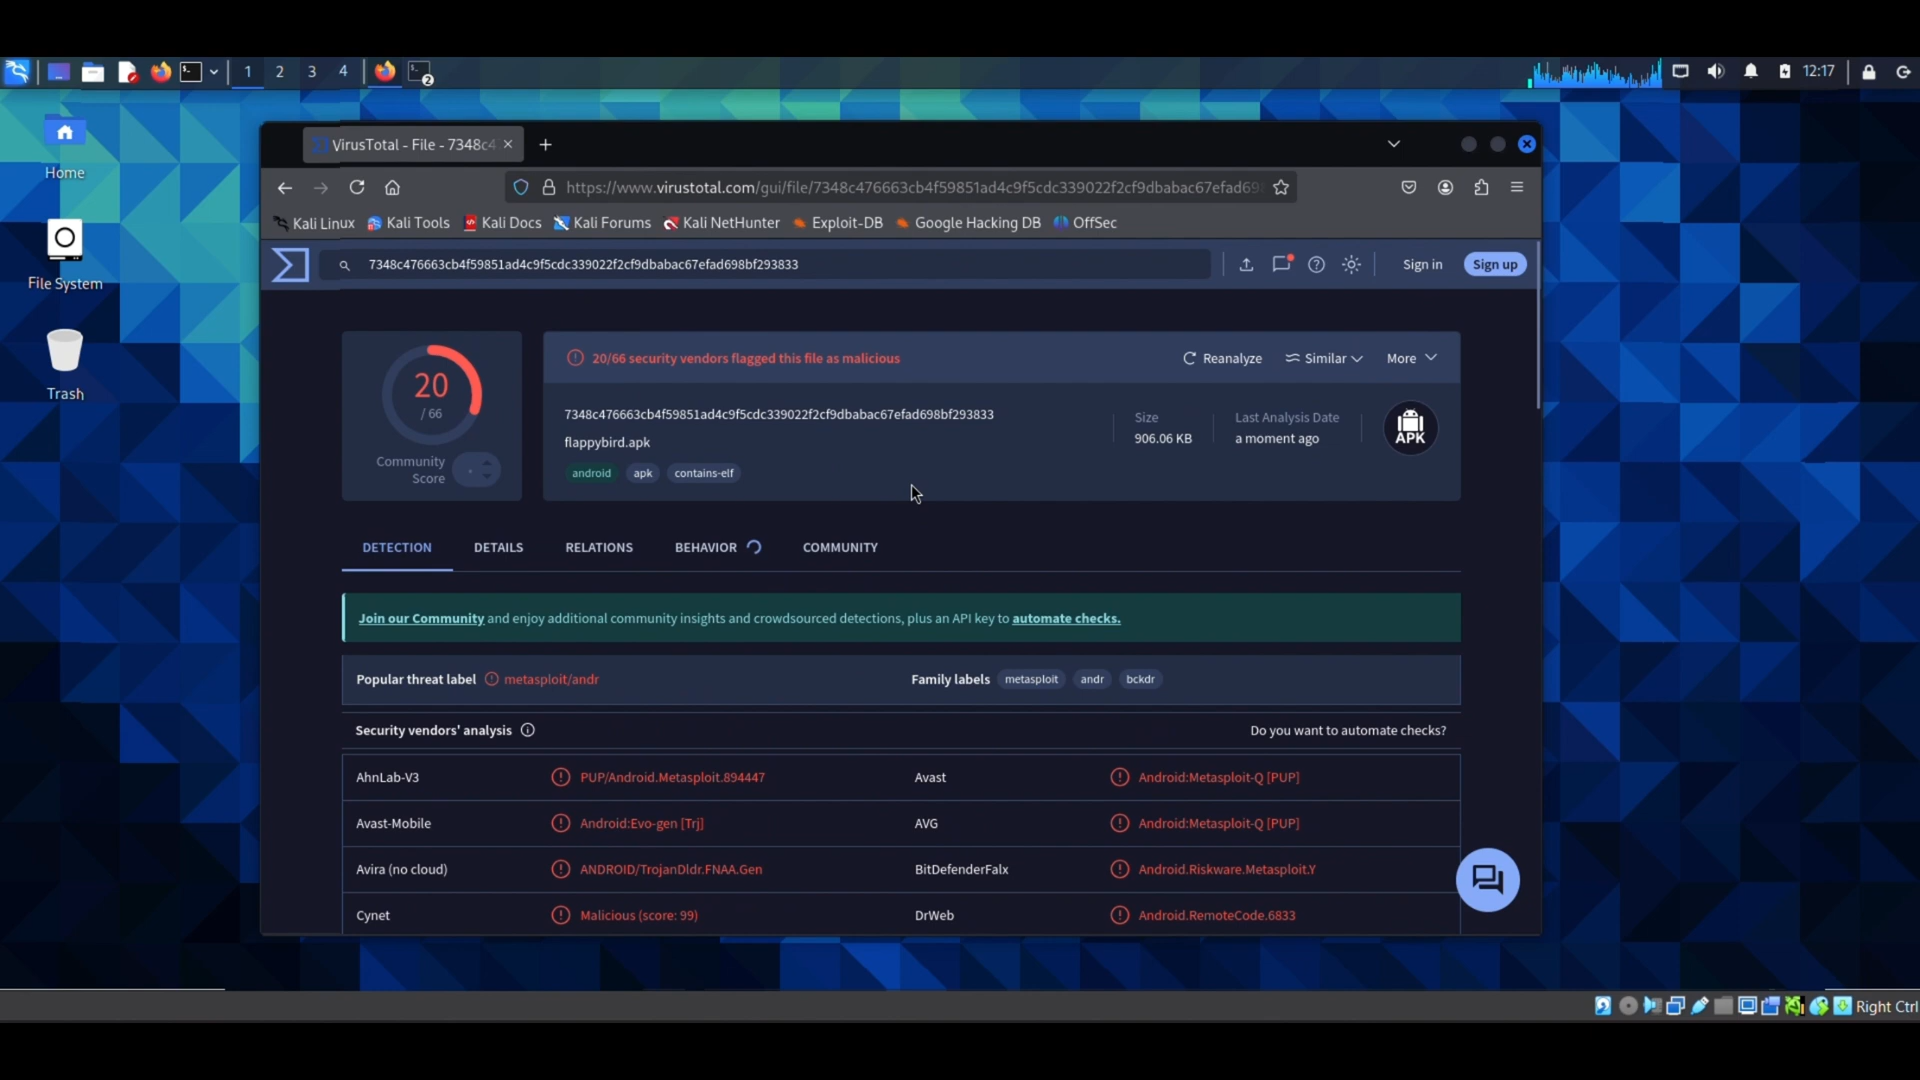 1 2 3 4 2 12:17
Home
File System
Trash
VirusTotal - File - 7348c4
https://www.virustotal.com/gui/file/7348c476663cb4f59851ad4c9f5cdc339022f2cf9dbabac67efad69
Kali Linux Kali Tools Kali Docs Kali Forums Kali NetHunter Exploit-DB Google Hacking DB OffSec
7348c476663cb4f59851ad4c9f5cdc339022f2cf9dbabac67efad698bf293833 Sign in Sign up
20
/ 66
Community
Score
20/66 security vendors flagged this file as malicious Reanalyze Similar More
7348c476663cb4f59851ad4c9f5cdc339022f2cf9dbabac67efad698bf293833
flappybird.apk
android apk contains-elf
Size
906.06 KB
Last Analysis Date
a moment ago
APK
DETECTION DETAILS RELATIONS BEHAVIOR COMMUNITY
Join our Community and enjoy additional community insights and crowdsourced detections, plus an API key to automate checks.
Popular threat label metasploit/andr Family labels metasploit andr bckdr
Security vendors' analysis Do you want to automate checks?
AhnLab-V3 PUP/Android.Metasploit.894447 Avast Android:Metasploit-Q [PUP]
Avast-Mobile Android:Evo-gen [Trj] AVG Android:Metasploit-Q [PUP]
Avira (no cloud) ANDROID/TrojanDldr.FNAA.Gen BitDefenderFalx Android.Riskware.Metasploit.Y
Cynet Malicious (score: 99) DrWeb Android.RemoteCode.6833
Right Ctrl